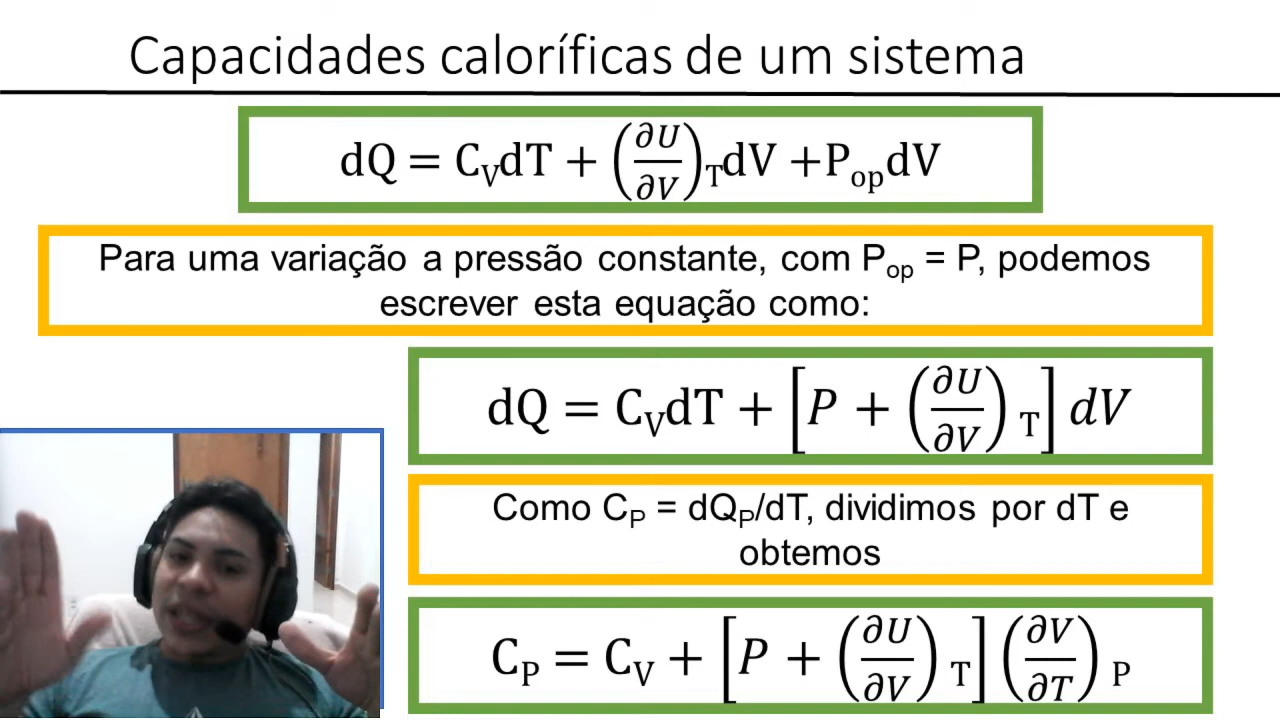 Capacidades caloríficas de um sistema
dQ = C_V dT + (∂U/∂V)_T dV + P_op dV
Para uma variação a pressão constante, com P_op = P, podemos
escrever esta equação como:
dQ = C_V dT + [P + (∂U/∂V)_T] dV
Como C_P = dQ_P/dT, dividimos por dT e
obtemos
C_P = C_V + [P + (∂U/∂V)_T] (∂V/∂T)_P